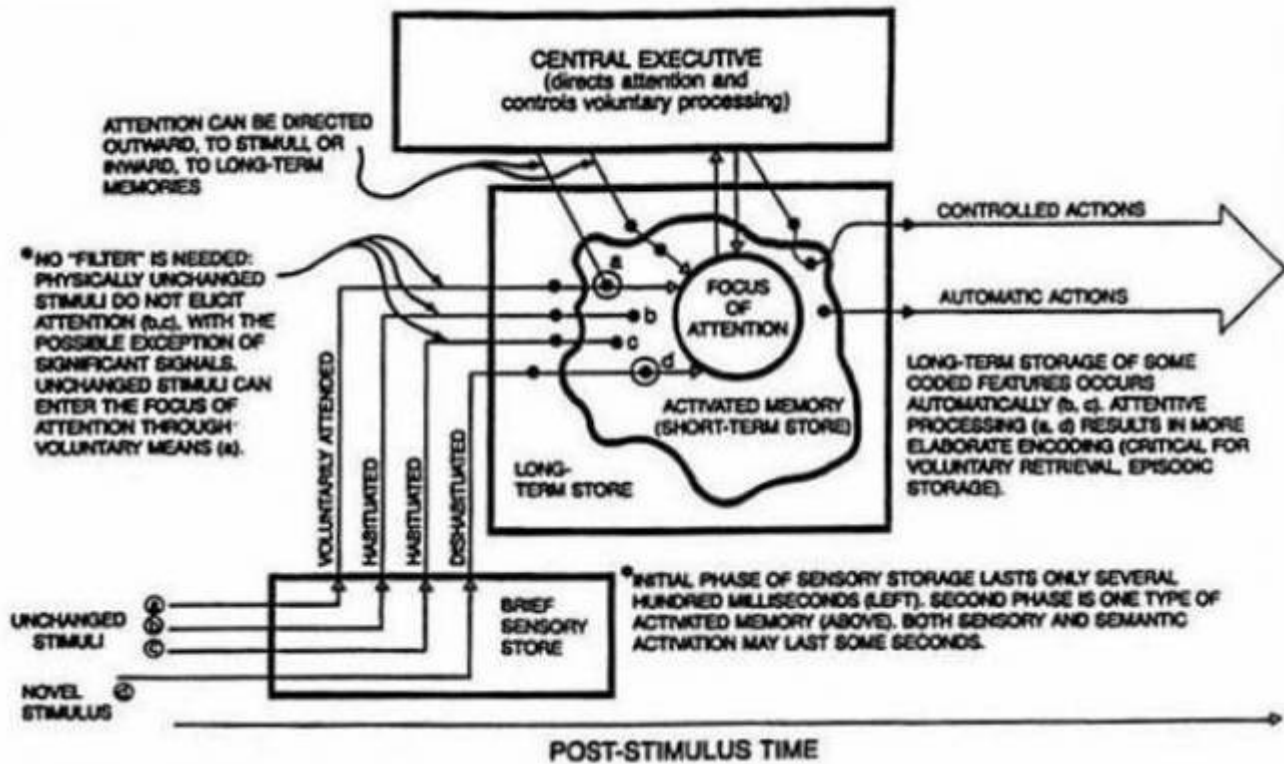 CENTRAL EXECUTIVE
(directs attention and
controls voluntary processing)
ATTENTION CAN BE DIRECTED
OUTWARD, TO STIMULI OR
INWARD, TO LONG-TERM
MEMORIES
NO "FILTER" IS NEEDED:
PHYSICALLY UNCHANGED
STIMULI DO NOT ELICIT
ATTENTION (b,c), WITH THE
POSSIBLE EXCEPTION OF
SIGNIFICANT SIGNALS.
UNCHANGED STIMULI CAN
ENTER THE FOCUS OF
ATTENTION THROUGH
VOLUNTARY MEANS (a).
a
b
c
d
FOCUS
OF
ATTENTION
ACTIVATED MEMORY
(SHORT-TERM STORE)
LONG-
TERM STORE
CONTROLLED ACTIONS
AUTOMATIC ACTIONS
LONG-TERM STORAGE OF SOME
CODED FEATURES OCCURS
AUTOMATICALLY (b, c). ATTENTIVE
PROCESSING (a, d) RESULTS IN MORE
ELABORATE ENCODING (CRITICAL FOR
VOLUNTARY RETRIEVAL, EPISODIC
STORAGE).
VOLUNTARILY ATTENDED
HABITUATED
HABITUATED
DISHABITUATED
UNCHANGED
STIMULI
a
b
c
NOVEL
STIMULUS
d
BRIEF
SENSORY
STORE
INITIAL PHASE OF SENSORY STORAGE LASTS ONLY SEVERAL
HUNDRED MILLISECONDS (LEFT). SECOND PHASE IS ONE TYPE OF
ACTIVATED MEMORY (ABOVE). BOTH SENSORY AND SEMANTIC
ACTIVATION MAY LAST SOME SECONDS.
POST-STIMULUS TIME